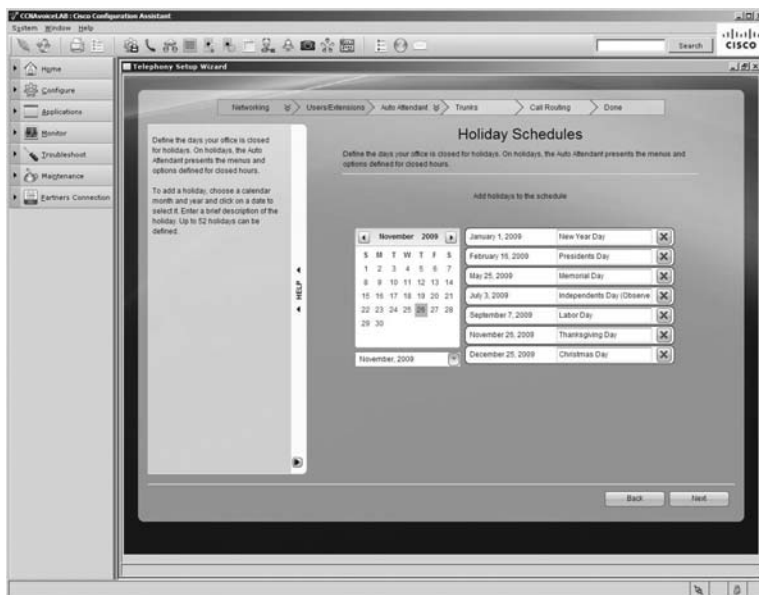 CCNAvoiceLAB : Cisco Configuration Assistant
System Window Help
Search
CISCO
Home
Configure
Applications
Monitor
Troubleshoot
Maintenance
Partners Connection
Telephony Setup Wizard
Networking Users/Extensions Auto Attendant Trunks Call Routing Done
Define the days your office is closed
for holidays. On holidays, the Auto
Attendant presents the menus and
options defined for closed hours.
To add a holiday, choose a calendar
month and year and click on a date to
select it. Enter a brief description of the
holiday. Up to 52 holidays can be
defined.
HELP
Holiday Schedules
Define the days your office is closed for holidays. On holidays, the Auto Attendant presents the menus and
options defined for closed hours.
Add holidays to the schedule
November 2009
S M T W T F S
1 2 3 4 5 6 7
8 9 10 11 12 13 14
15 16 17 18 19 20 21
22 23 24 25 26 27 28
29 30
November, 2009
January 1, 2009 New Year Day
February 16, 2009 Presidents Day
May 25, 2009 Memorial Day
July 3, 2009 Independents Day (Observe
September 7, 2009 Labor Day
November 26, 2009 Thanksgiving Day
December 25, 2009 Christmas Day
Back Next